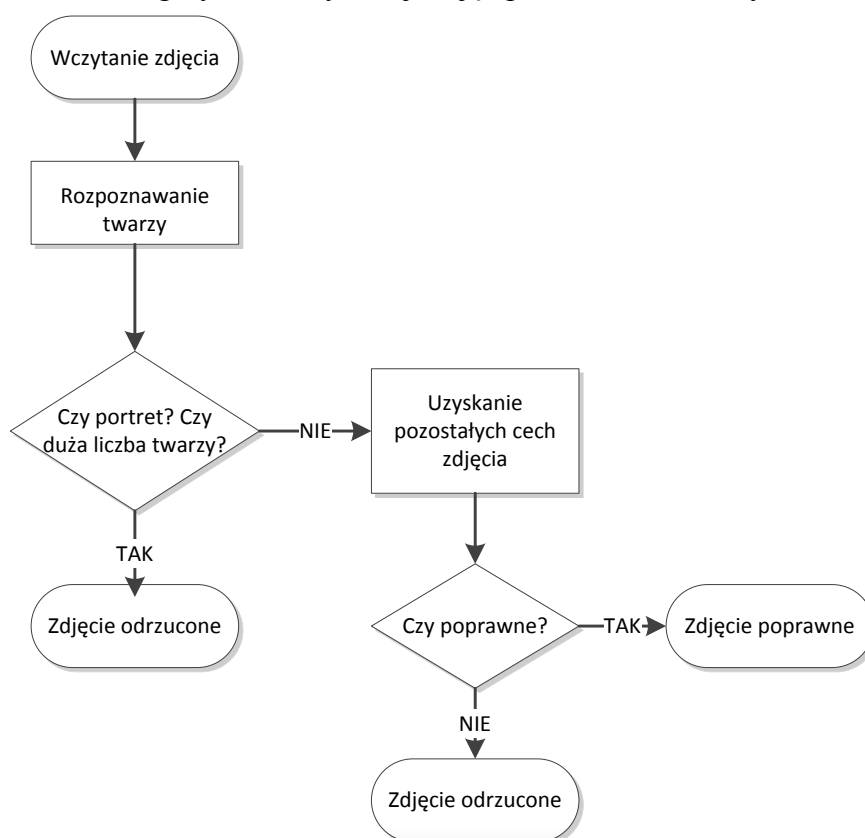 Wczytanie zdjęcia
Rozpoznawanie
twarzy
Czy portret? Czy
duża liczba twarzy?
NIE
Uzyskanie
pozostałych cech
zdjęcia
TAK
Zdjęcie odrzucone
Czy poprawne?
TAK
Zdjęcie poprawne
NIE
Zdjęcie odrzucone